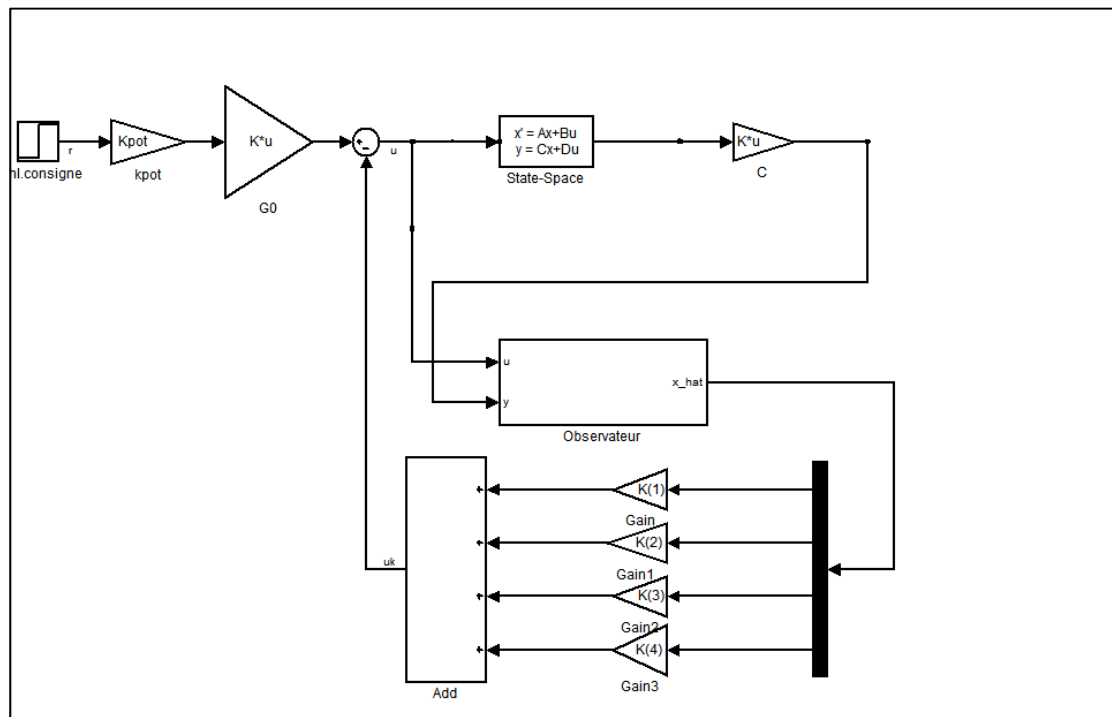 nl.consigne
r
Kpot
kpot
K*u
G0
+
−
u
x' = Ax+Bu
y = Cx+Du
State-Space
K*u
C
u
y
x_hat
Observateur
uk
+
+
+
+
Add
K(1)
Gain
K(2)
Gain1
K(3)
Gain2
K(4)
Gain3